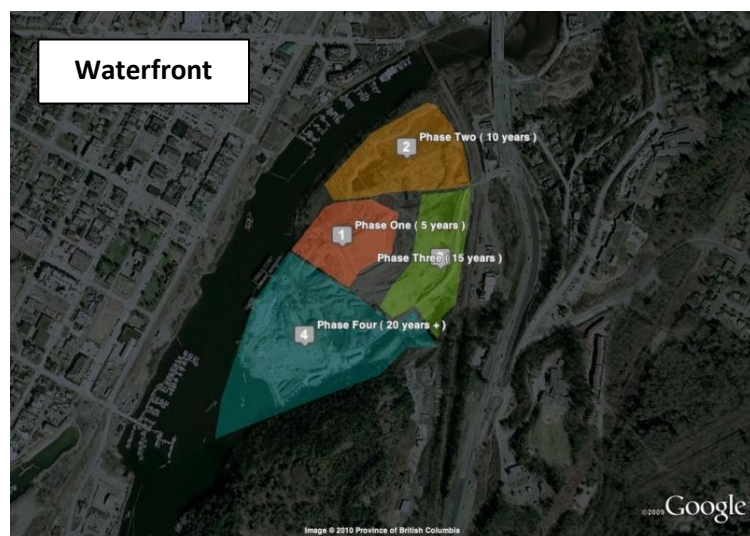 Waterfront
2
Phase Two ( 10 years )
1
Phase One ( 5 years )
Phase Three ( 15 years )
4
Phase Four ( 20 years + )
©2009 Google
Image © 2010 Province of British Columbia